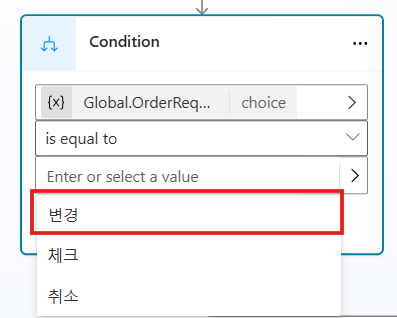 Condition
...
{x} Global.OrderReq... choice
is equal to
Enter or select a value
변경
체크
취소